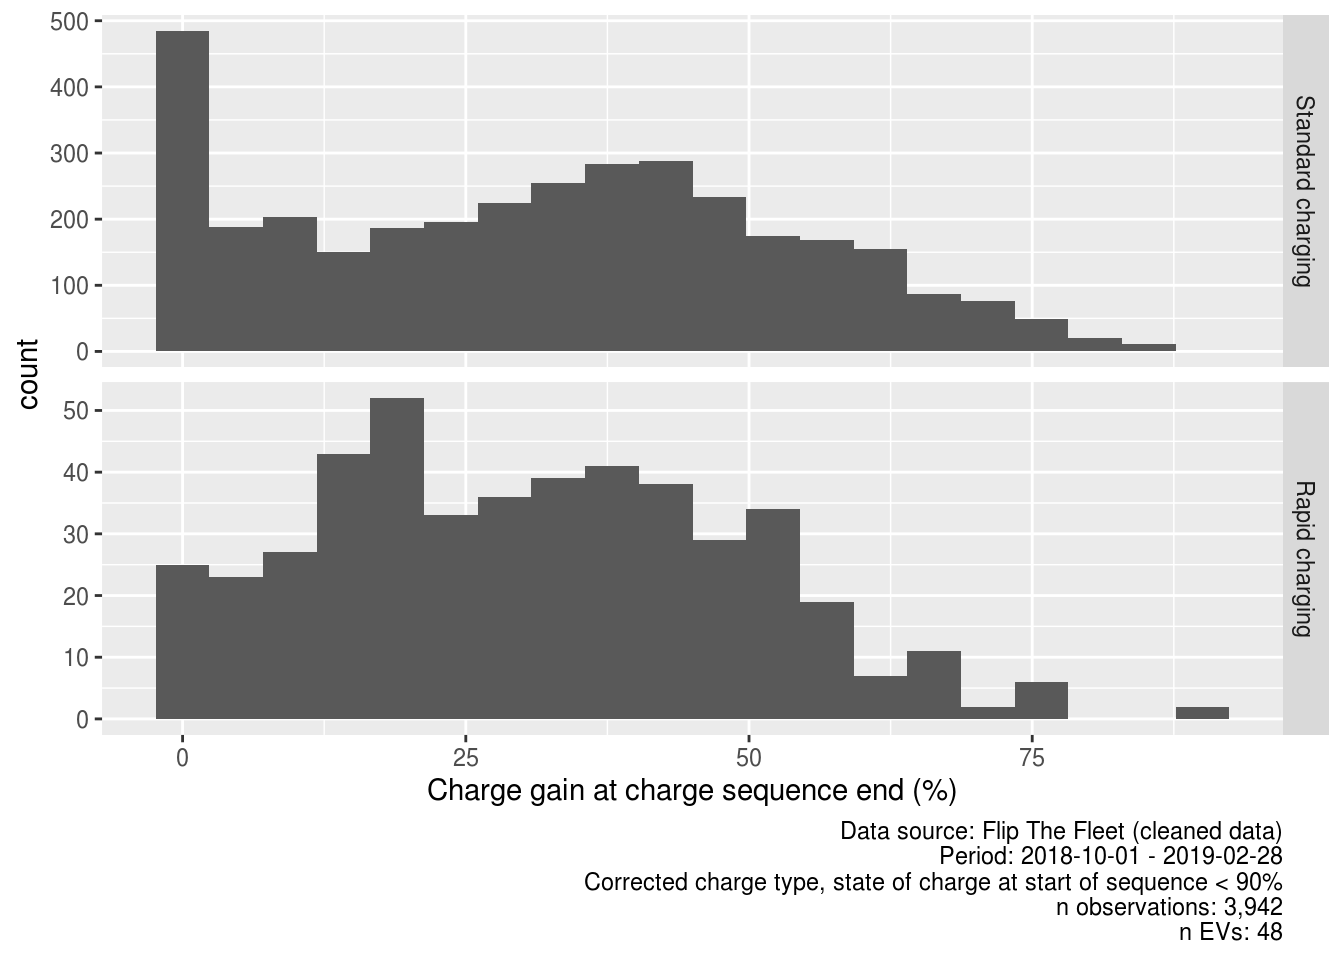 500
400
300
200
100
0
Standard charging
count
50
40
30
20
10
0
Rapid charging
0 25 50 75
Charge gain at charge sequence end (%)
Data source: Flip The Fleet (cleaned data)
Period: 2018-10-01 - 2019-02-28
Corrected charge type, state of charge at start of sequence < 90%
n observations: 3,942
n EVs: 48